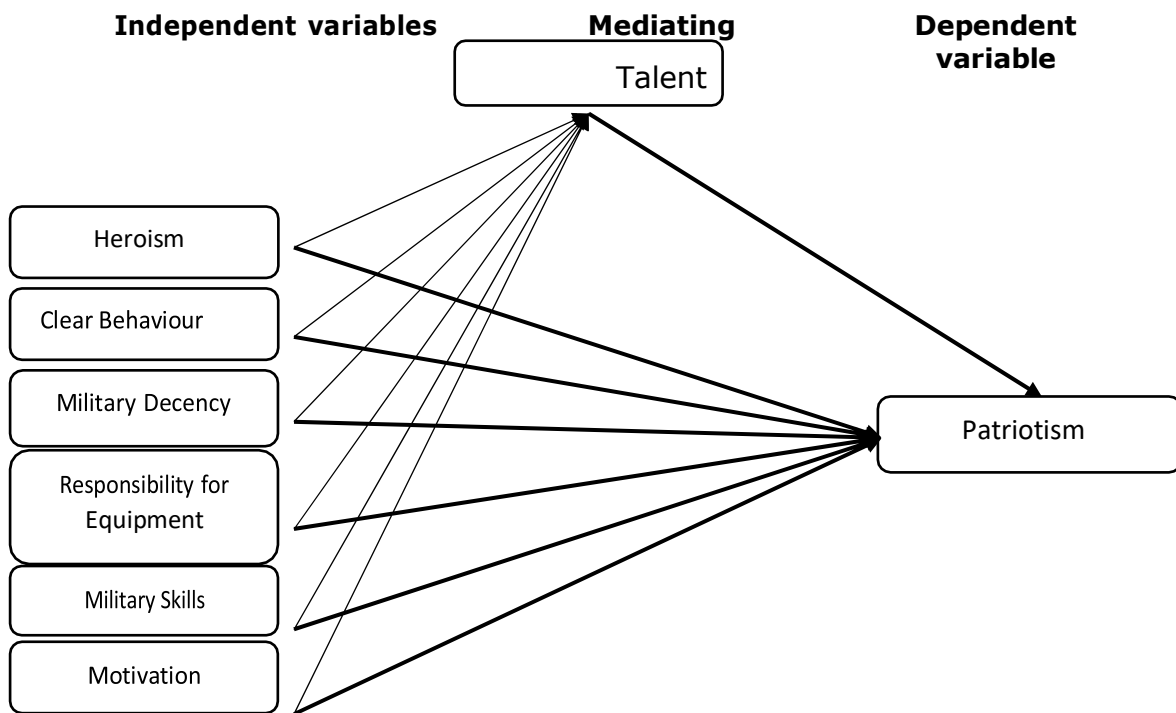 Independent variables
Mediating
Dependent
variable
Talent
Heroism
Clear Behaviour
Military Decency
Responsibility for
Equipment
Military Skills
Motivation
Patriotism